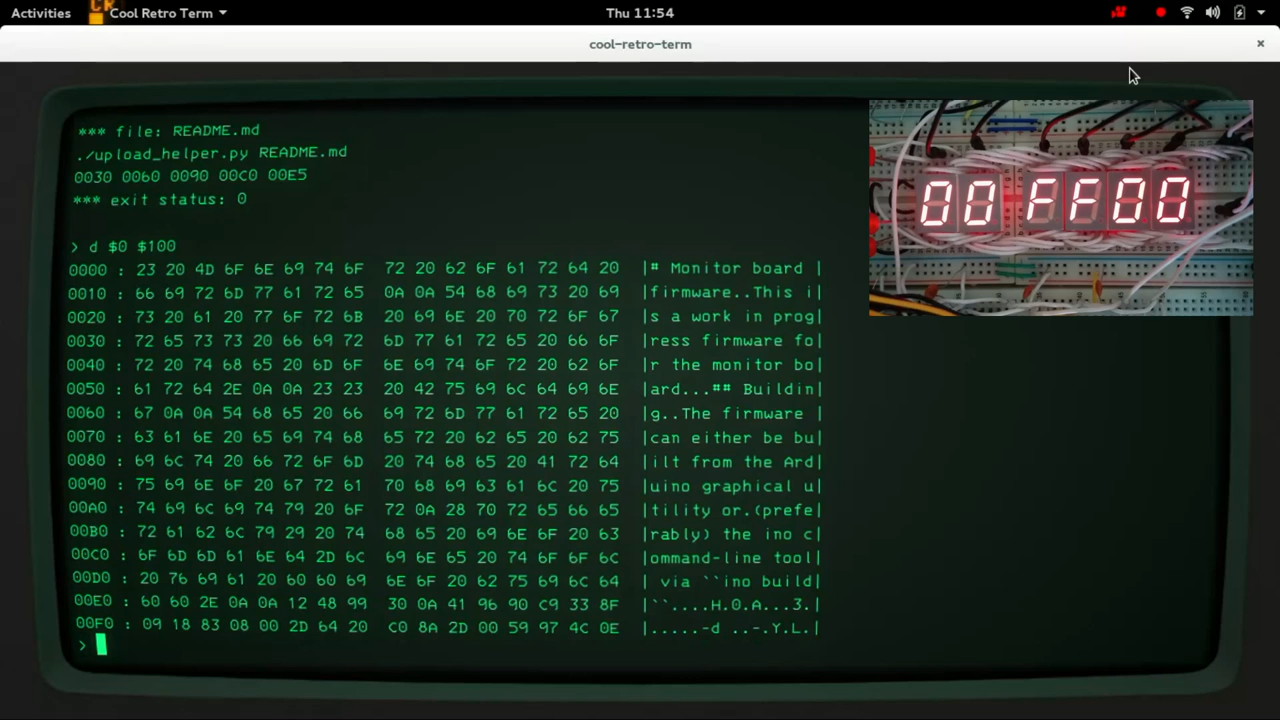 Activities
Cool Retro Term
Thu 11:54
cool-retro-term
*** file: README.md
./upload_helper.py README.md
0030 0060 0090 00C0 00E5
*** exit status: 0
> d $0 $100
0000 : 23 20 4D 6F 6E 69 74 6F 72 20 62 6F 61 72 64 20 |# Monitor board |
0010 : 66 69 72 6D 77 61 72 65 0A 0A 54 68 69 73 20 69 |firmware..This i|
0020 : 73 20 61 20 77 6F 72 6B 20 69 6E 20 70 72 6F 67 |s a work in prog|
0030 : 72 65 73 73 20 66 69 72 6D 77 61 72 65 20 66 6F |ress firmware fo|
0040 : 72 20 74 68 65 20 6D 6F 6E 69 74 6F 72 20 62 6F |r the monitor bo|
0050 : 61 72 64 2E 0A 0A 23 23 20 42 75 69 6C 64 69 6E |ard...## Buildin|
0060 : 67 0A 0A 54 68 65 20 66 69 72 6D 77 61 72 65 20 |g..The firmware |
0070 : 63 61 6E 20 65 69 74 68 65 72 20 62 65 20 62 75 |can either be bu|
0080 : 69 6C 74 20 66 72 6F 6D 20 74 68 65 20 41 72 64 |ilt from the Ard|
0090 : 75 69 6E 6F 20 67 72 61 70 68 69 63 61 6C 20 75 |uino graphical u|
00A0 : 74 69 6C 69 74 79 20 6F 72 0A 28 70 72 65 66 65 |tility or.(prefe|
00B0 : 72 61 62 6C 79 29 20 74 68 65 20 69 6E 6F 20 63 |rably) the ino c|
00C0 : 6F 6D 6D 61 6E 64 2D 6C 69 6E 65 20 74 6F 6F 6C |ommand-line tool|
00D0 : 20 76 69 61 20 60 60 69 6E 6F 20 62 75 69 6C 64 | via ``ino build|
00E0 : 60 60 2E 0A 0A 12 48 99 30 0A 41 96 90 C9 33 8F |``....H.0.A...3.|
00F0 : 09 18 83 08 00 2D 64 20 C0 8A 2D 00 59 97 4C 0E |.....-d ..-.Y.L.|
>
00 FF00